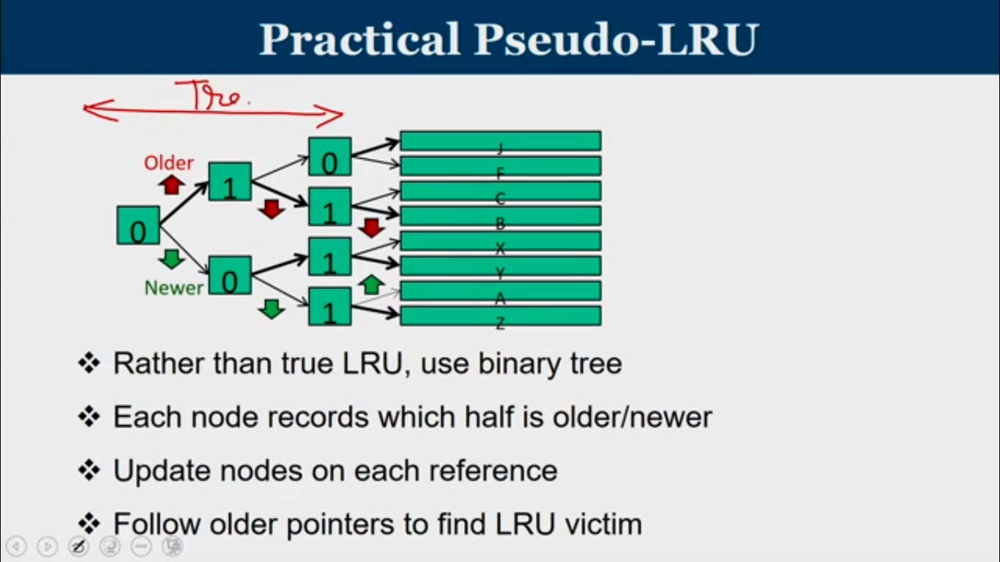 Practical Pseudo-LRU
Tre.
Older
0
J
1
F
C
1
B
0
X
1
Y
Newer
0
A
1
Z
❖ Rather than true LRU, use binary tree
❖ Each node records which half is older/newer
❖ Update nodes on each reference
❖ Follow older pointers to find LRU victim